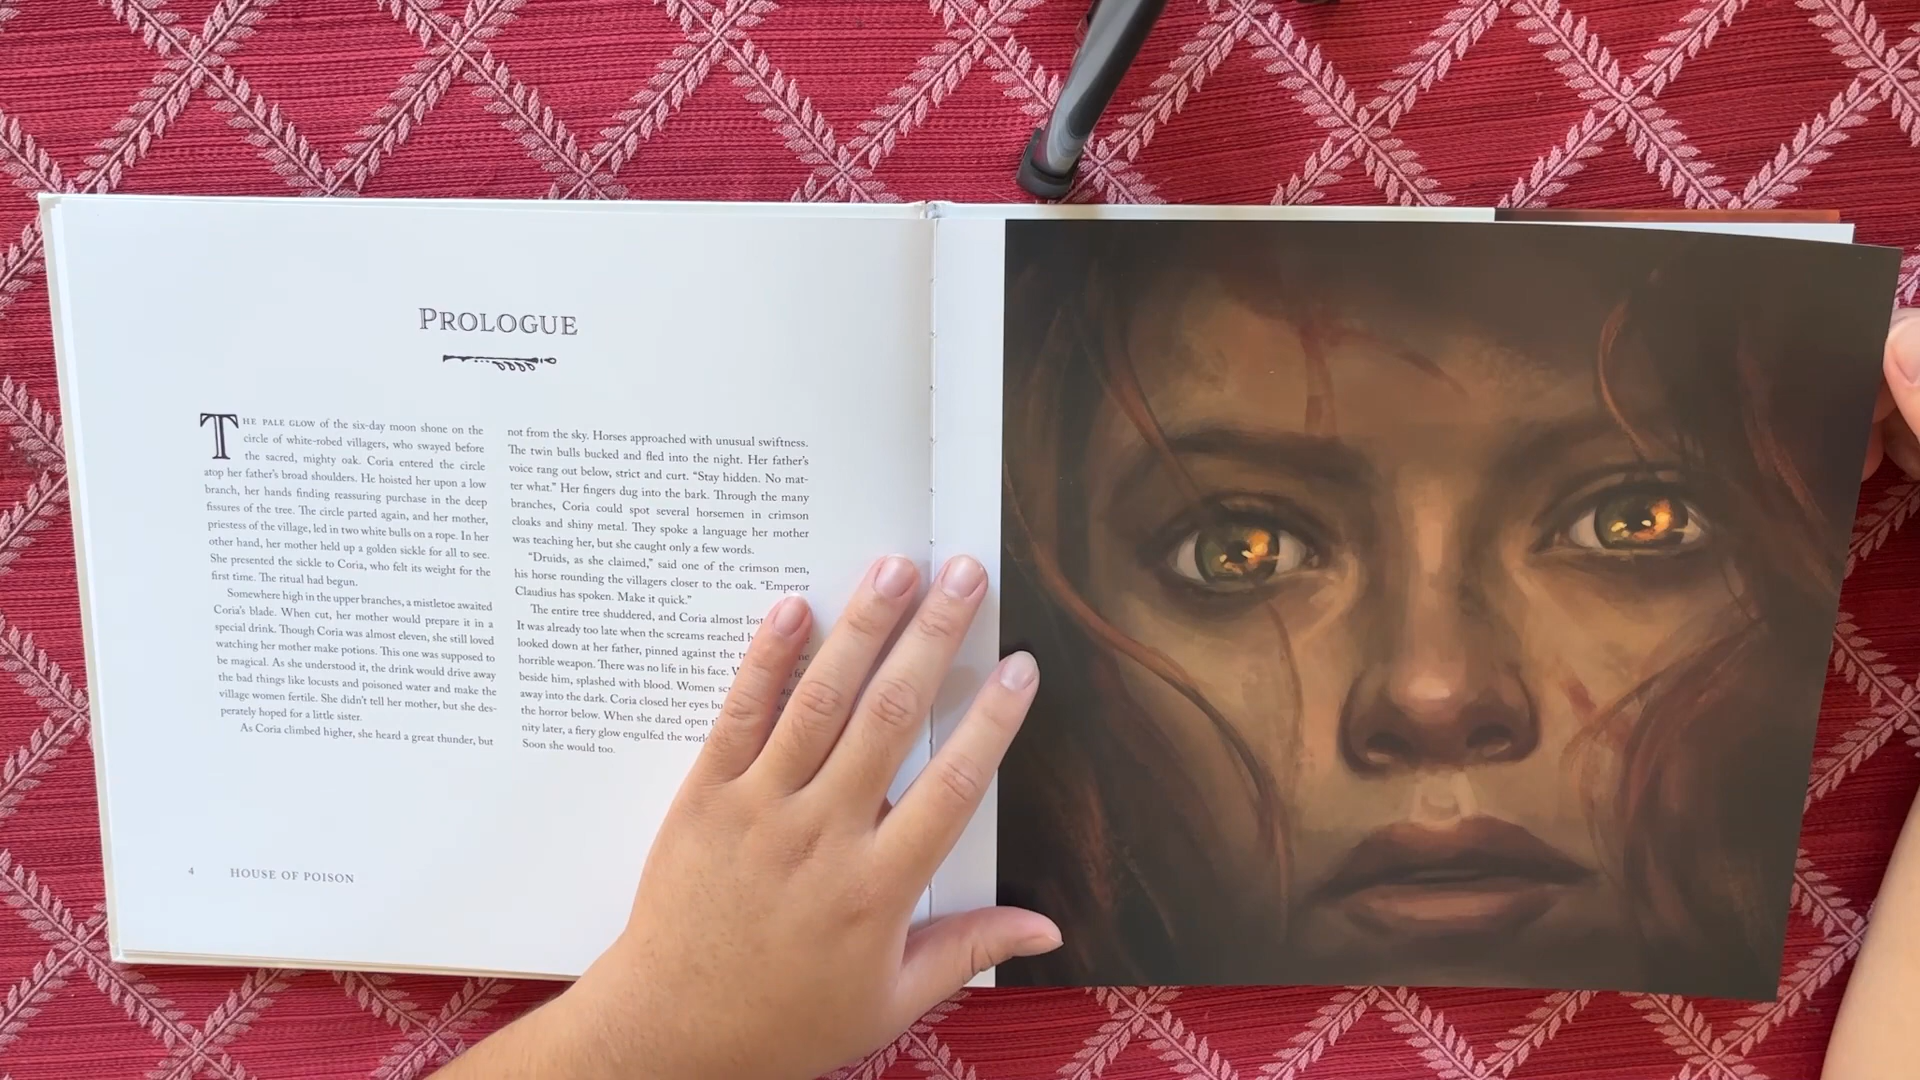 PROLOGUE
THE PALE GLOW of the six-day moon shone on the
circle of white-robed villagers, who swayed before
the sacred, mighty oak. Coria entered the circle
atop her father's broad shoulders. He hoisted her upon a low
branch, her hands finding reassuring purchase in the deep
fissures of the tree. The circle parted again, and her mother,
priestess of the village, led in two white bulls on a rope. In her
other hand, her mother held up a golden sickle for all to see.
She presented the sickle to Coria, who felt its weight for the
first time. The ritual had begun.
Somewhere high in the upper branches, a mistletoe awaited
Coria's blade. When cut, her mother would prepare it in a
special drink. Though Coria was almost eleven, she still loved
watching her mother make potions. This one was supposed to
be magical. As she understood it, the drink would drive away
the bad things like locusts and poisoned water and make the
village women fertile. She didn't tell her mother, but she des-
perately hoped for a little sister.
As Coria climbed higher, she heard a great thunder, but
not from the sky. Horses approached with unusual swiftness.
The twin bulls bucked and fled into the night. Her father's
voice rang out below, strict and curt. “Stay hidden. No mat-
ter what.” Her fingers dug into the bark. Through the many
branches, Coria could spot several horsemen in crimson
cloaks and shiny metal. They spoke a language her mother
was teaching her, but she caught only a few words.
“Druids, as she claimed,” said one of the crimson men,
his horse rounding the villagers closer to the oak. “Emperor
Claudius has spoken. Make it quick.”
The entire tree shuddered, and Coria almost lost
It was already too late when the screams reached
looked down at her father, pinned against the
horrible weapon. There was no life in his face.
beside him, splashed with blood. Women
away into the dark. Coria closed her eyes
the horror below. When she dared open
nity later, a fiery glow engulfed the
Soon she would too.
4 HOUSE OF POISON